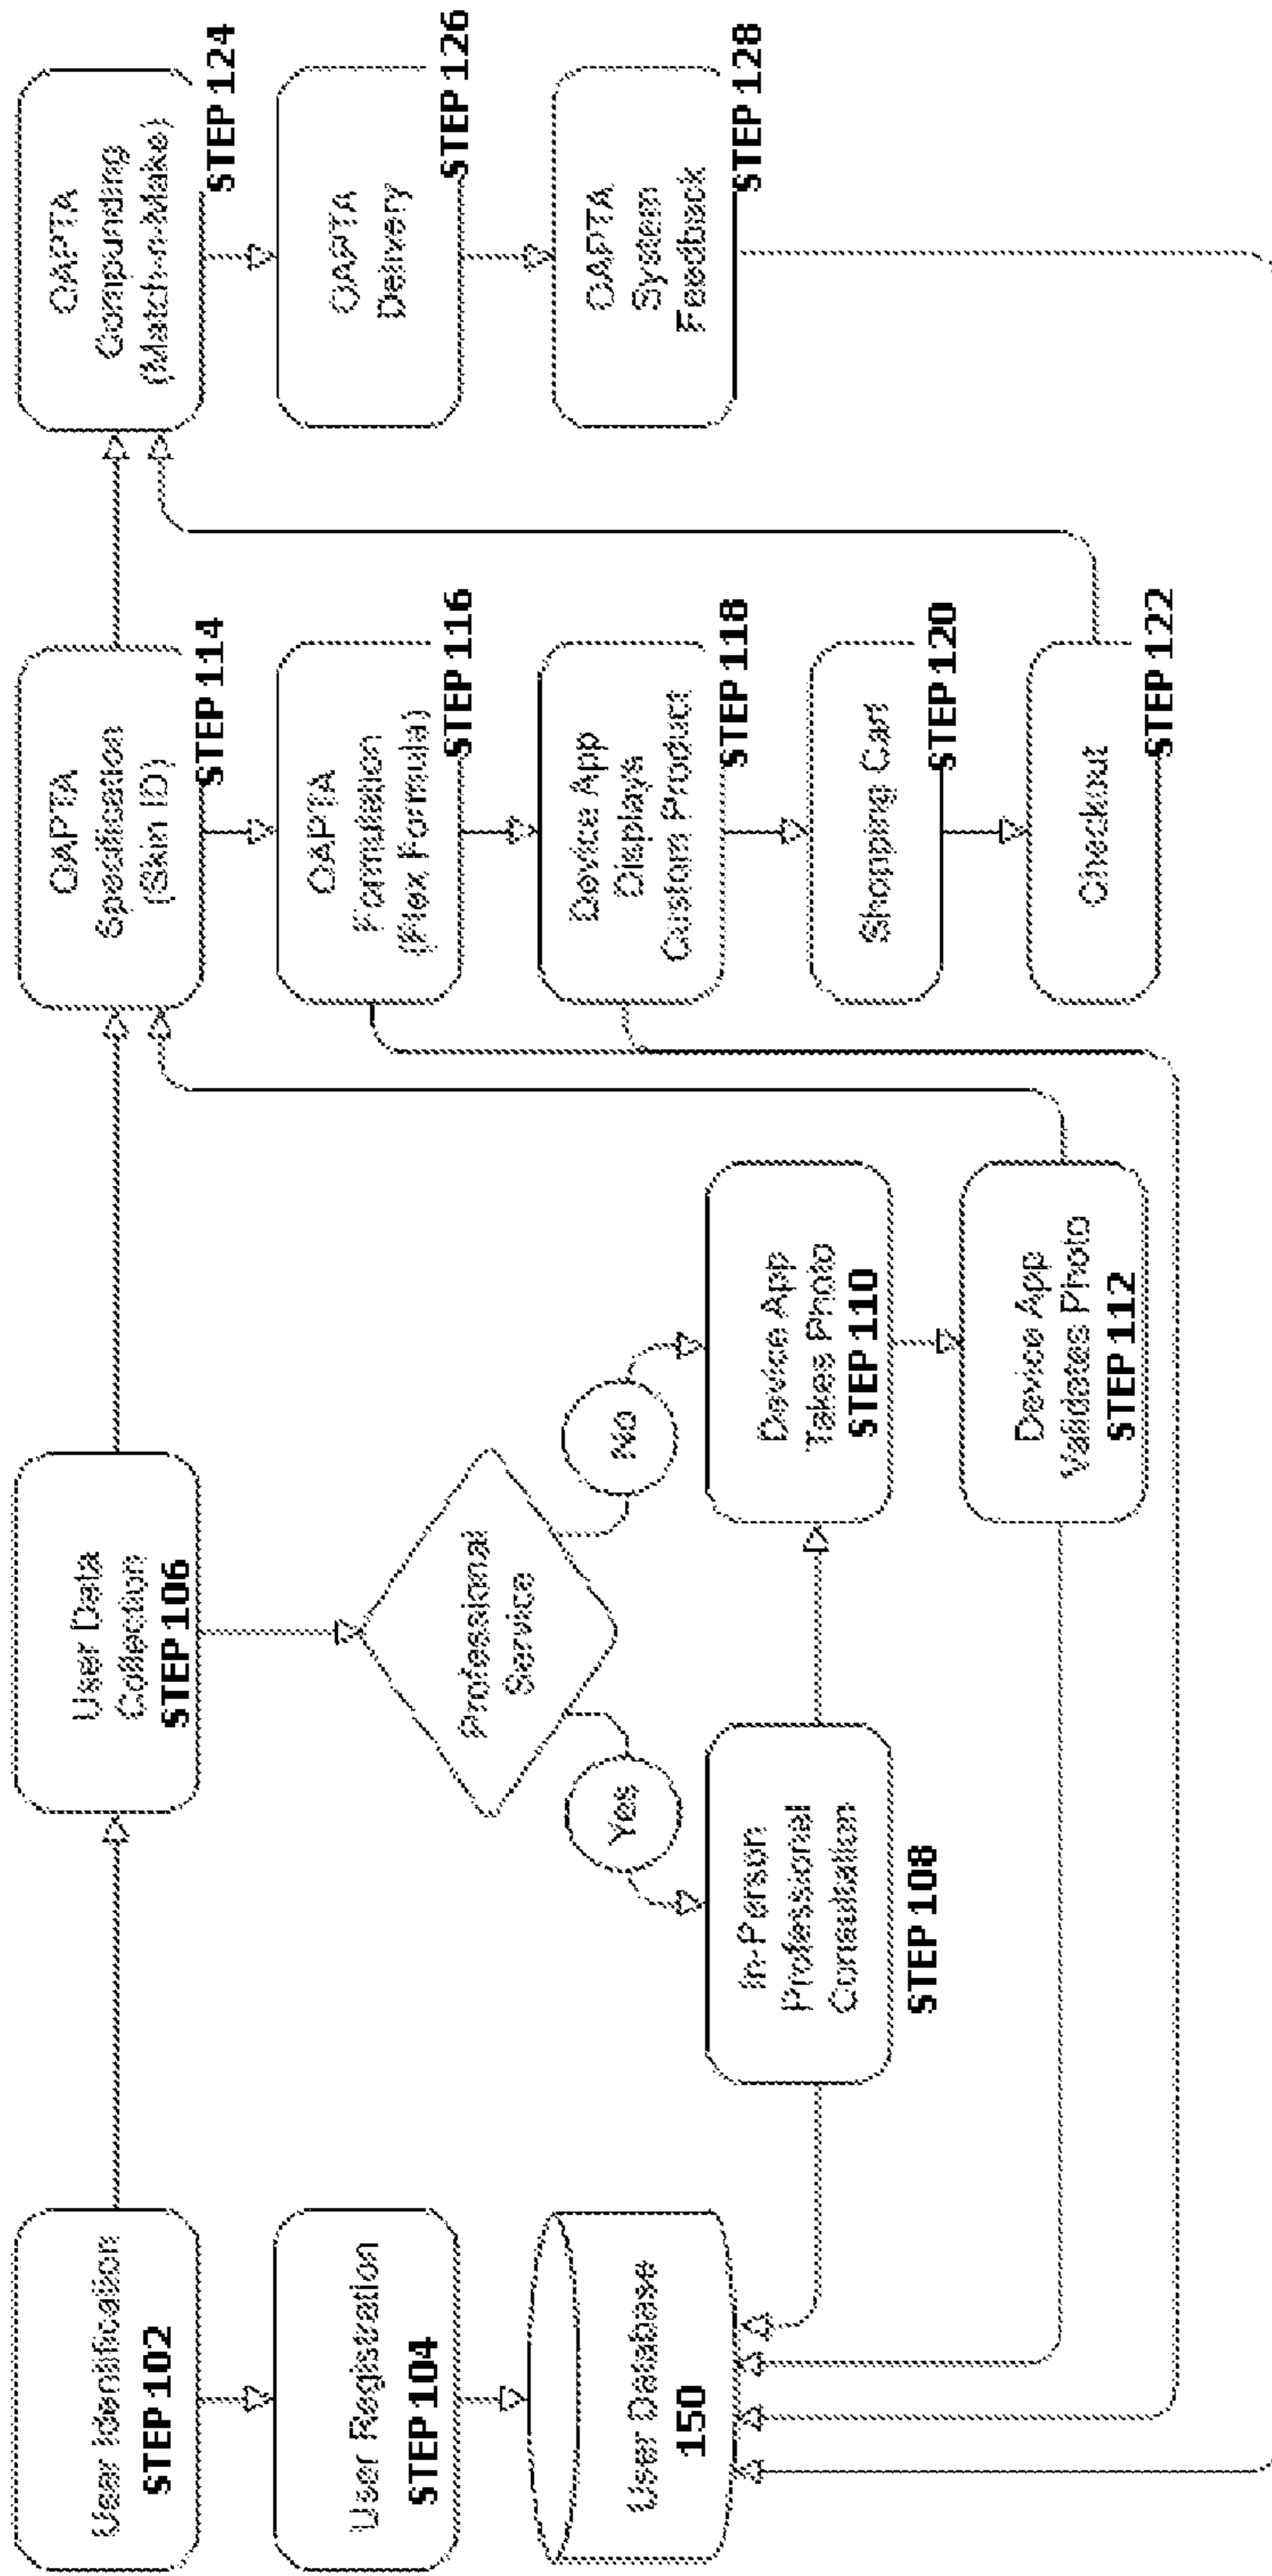 User Identification
STEP 102
User Registration
STEP 104
User Database
150
User Data
Collection
STEP 106
Professional
Service
Yes
No
In-Person
Professional
Consultation
STEP 108
Device App
Takes Photo
STEP 110
Device App
Validates Photo
STEP 112
OAPTA
Specification
(Skin ID)
STEP 114
OAPTA
Formulation
(Flex Formula)
STEP 116
Device App
Displays
Custom Product
STEP 118
Shopping Cart
STEP 120
Checkout
STEP 122
OAPTA
Compunding
(Match-n-Make)
STEP 124
OAPTA
Delivery
STEP 126
OAPTA
System
Feedback
STEP 128